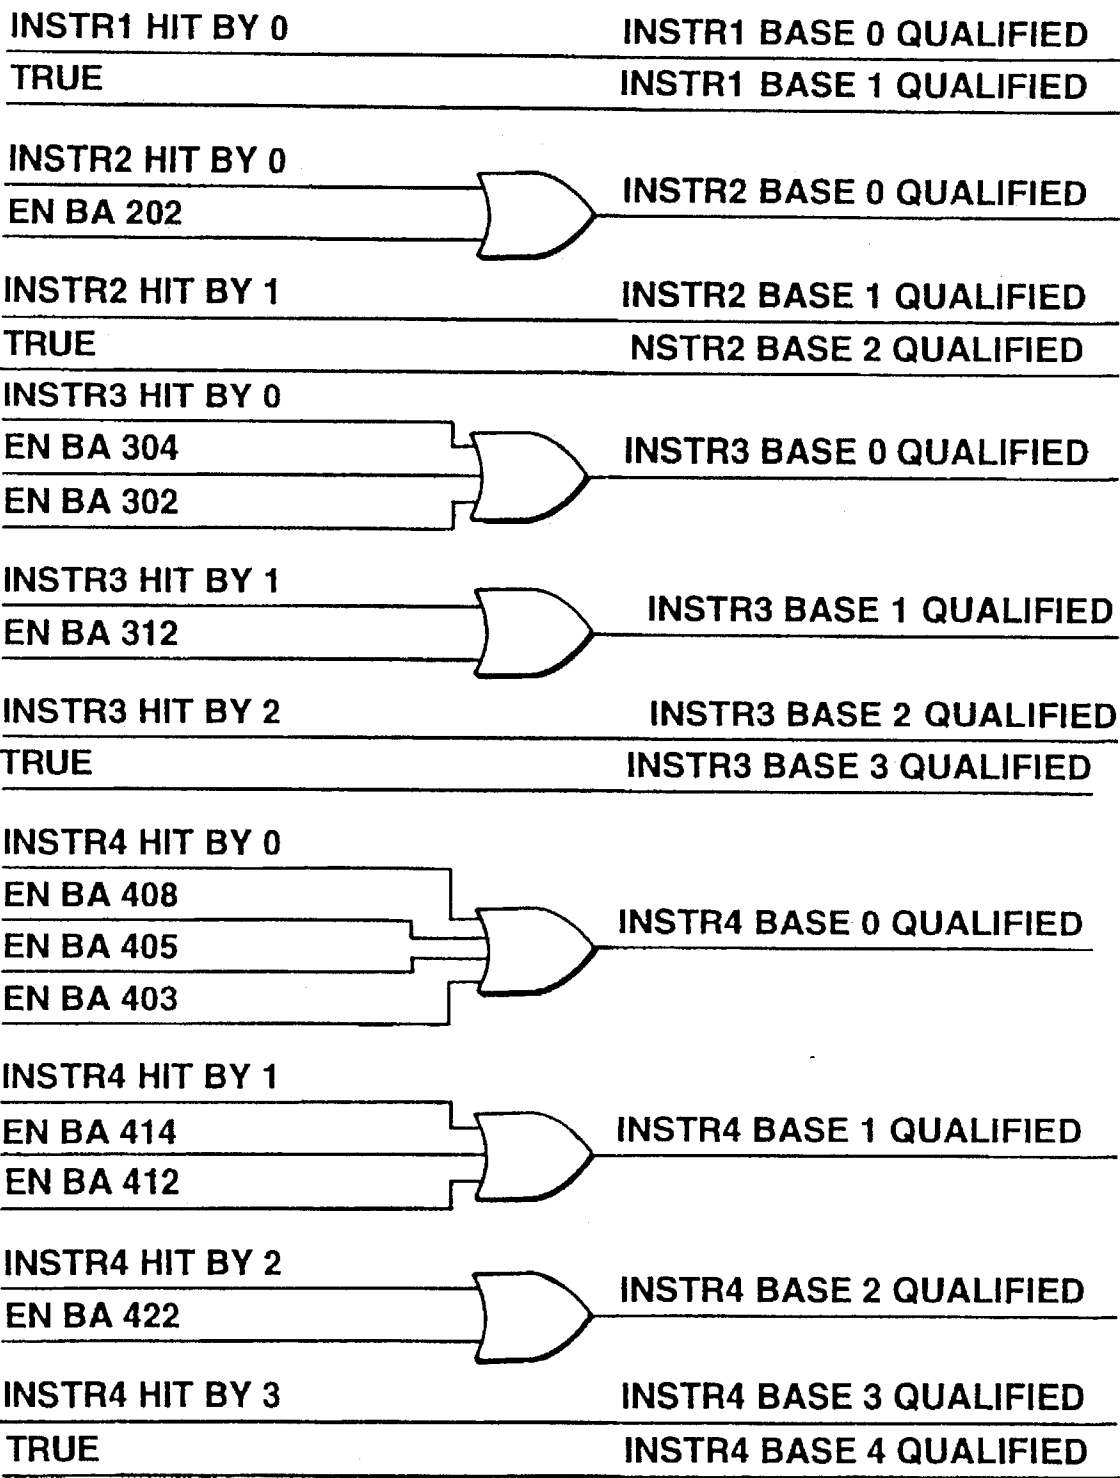 INSTR1 HIT BY 0
INSTR1 BASE 0 QUALIFIED
TRUE
INSTR1 BASE 1 QUALIFIED
INSTR2 HIT BY 0
EN BA 202
INSTR2 BASE 0 QUALIFIED
INSTR2 HIT BY 1
INSTR2 BASE 1 QUALIFIED
TRUE
NSTR2 BASE 2 QUALIFIED
INSTR3 HIT BY 0
EN BA 304
EN BA 302
INSTR3 BASE 0 QUALIFIED
INSTR3 HIT BY 1
EN BA 312
INSTR3 BASE 1 QUALIFIED
INSTR3 HIT BY 2
INSTR3 BASE 2 QUALIFIED
TRUE
INSTR3 BASE 3 QUALIFIED
INSTR4 HIT BY 0
EN BA 408
EN BA 405
EN BA 403
INSTR4 BASE 0 QUALIFIED
INSTR4 HIT BY 1
EN BA 414
EN BA 412
INSTR4 BASE 1 QUALIFIED
INSTR4 HIT BY 2
EN BA 422
INSTR4 BASE 2 QUALIFIED
INSTR4 HIT BY 3
INSTR4 BASE 3 QUALIFIED
TRUE
INSTR4 BASE 4 QUALIFIED